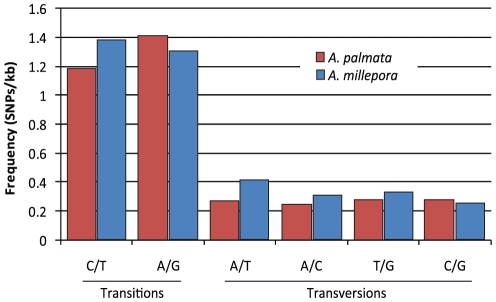 Frequency (SNPs/kb)
1.6
1.4
1.2
1
0.8
0.6
0.4
0.2
0
A. palmata
A. millepora
C/T A/G A/T A/C T/G C/G
Transitions Transversions